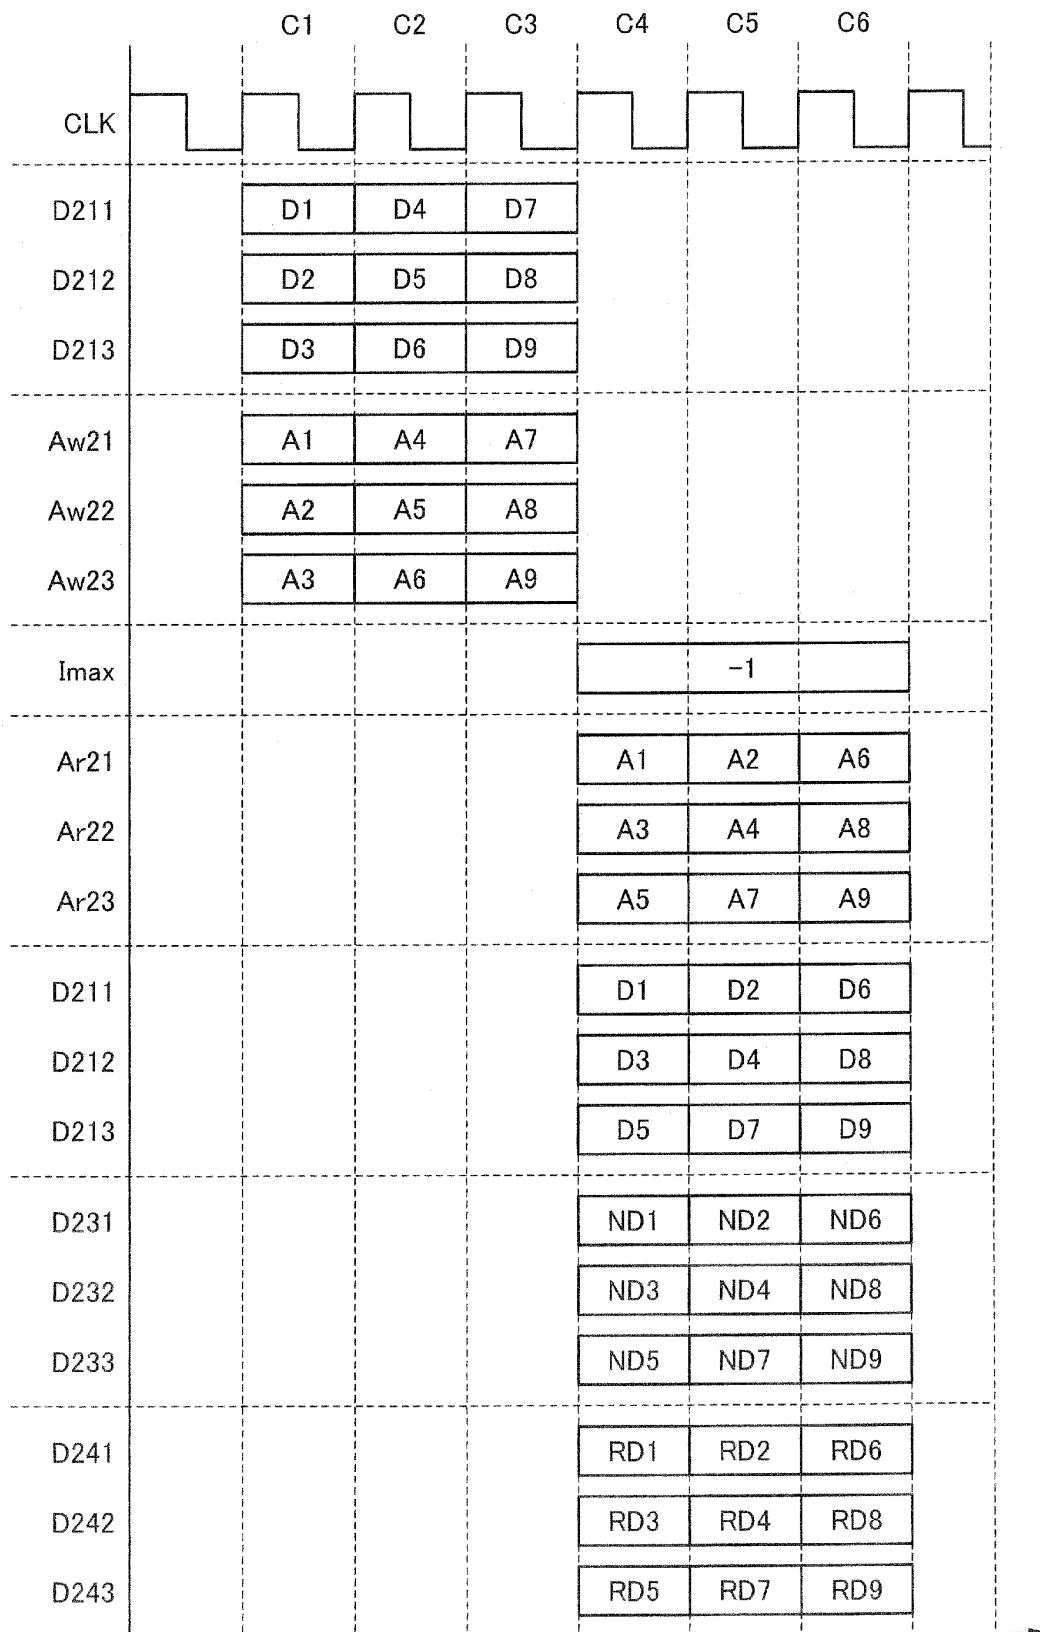 C1 C2 C3 C4 C5 C6
CLK
D211 D1 D4 D7
D212 D2 D5 D8
D213 D3 D6 D9
Aw21 A1 A4 A7
Aw22 A2 A5 A8
Aw23 A3 A6 A9
Imax -1
Ar21 A1 A2 A6
Ar22 A3 A4 A8
Ar23 A5 A7 A9
D211 D1 D2 D6
D212 D3 D4 D8
D213 D5 D7 D9
D231 ND1 ND2 ND6
D232 ND3 ND4 ND8
D233 ND5 ND7 ND9
D241 RD1 RD2 RD6
D242 RD3 RD4 RD8
D243 RD5 RD7 RD9